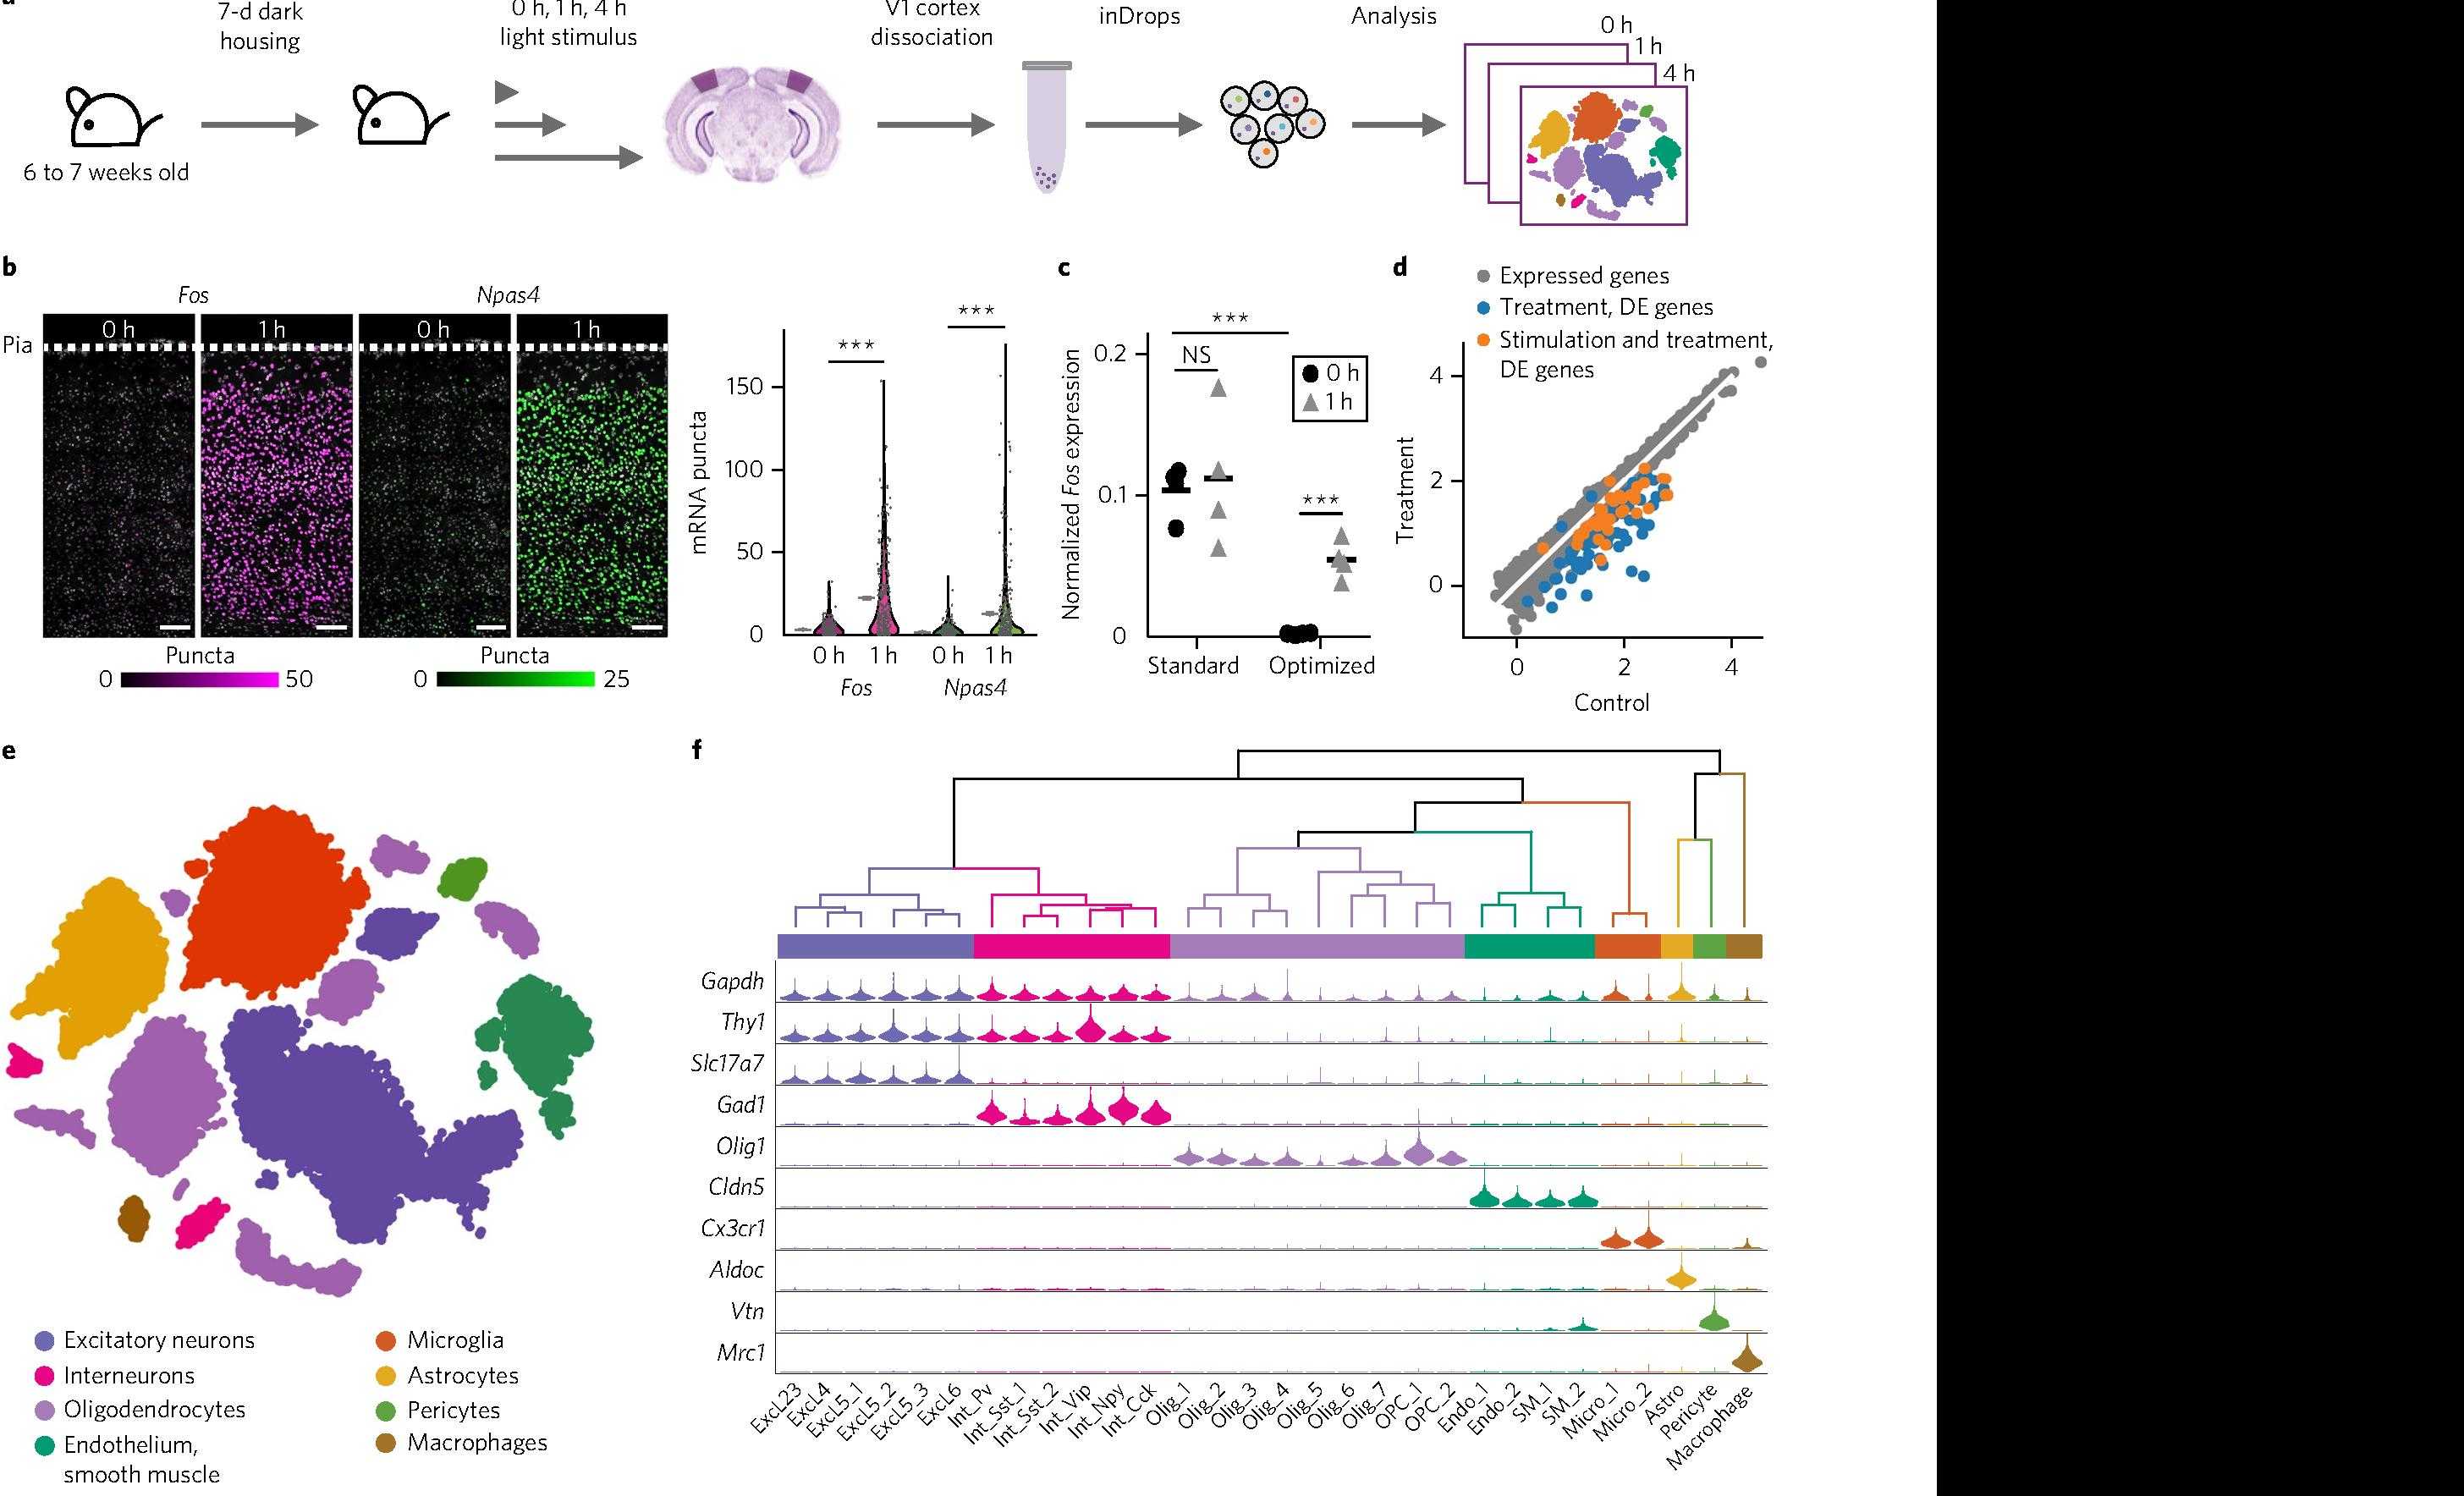 7-d dark
housing
0 h, 1 h, 4 h
light stimulus
V1 cortex
dissociation
inDrops
Analysis
0 h
1 h
4 h
6 to 7 weeks old
b
Fos
Npas4
0 h
1 h
0 h
1 h
Pia
Puncta
0
50
Puncta
0
25
mRNA puncta
150
100
50
0
***
***
0 h
1 h
0 h
1 h
Fos
Npas4
c
Normalized Fos expression
0.2
0.1
0
***
NS
***
0 h
1 h
Standard
Optimized
d
Expressed genes
Treatment, DE genes
Stimulation and treatment,
DE genes
Treatment
4
2
0
0
2
4
Control
e
Excitatory neurons
Interneurons
Oligodendrocytes
Endothelium,
smooth muscle
Microglia
Astrocytes
Pericytes
Macrophages
f
Gapdh
Thy1
Slc17a7
Gad1
Olig1
Cldn5
Cx3cr1
Aldoc
Vtn
Mrc1
ExcL23
ExcL4
ExcL5_1
ExcL5_2
ExcL5_3
ExcL6
Int_Pv
Int_Sst_1
Int_Sst_2
Int_Vip
Int_Npy
Int_Cck
Olig_1
Olig_2
Olig_3
Olig_4
Olig_5
Olig_6
Olig_7
OPC_1
OPC_2
Endo_1
Endo_2
SM_1
SM_2
Micro_1
Micro_2
Astro
Pericyte
Macrophage